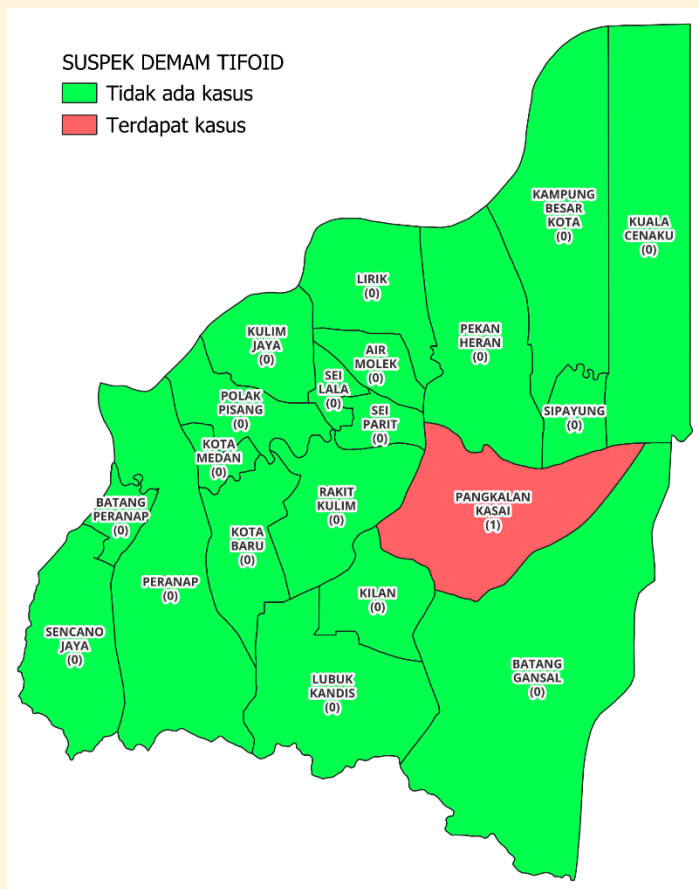 SUSPEK DEMAM TIFOID
Tidak ada kasus
Terdapat kasus
KAMPUNG
BESAR
KOTA
(0)
KUALA
CENAKU
(0)
LIRIK
(0)
PEKAN
HERAN
(0)
KULIM
JAYA
(0)
AIR
MOLEK
(0)
SEI
LALA
(0)
POLAK
PISANG
(0)
SEI
PARIT
(0)
SIPAYUNG
(0)
KOTA
MEDAN
(0)
BATANG
PERANAP
(0)
RAKIT
KULIM
(0)
PANGKALAN
KASAI
(1)
KOTA
BARU
(0)
PERANAP
(0)
KILAN
(0)
SENCANO
JAYA
(0)
LUBUK
KANDIS
(0)
BATANG
GANSAL
(0)